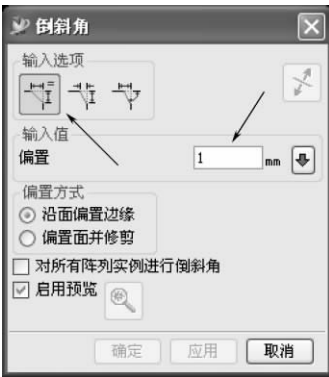 倒斜角
输入选项
输入值
偏置 1 mm
偏置方式
沿面偏置边缘
偏置面并修剪
对所有阵列实例进行倒斜角
启用预览
确定 应用 取消